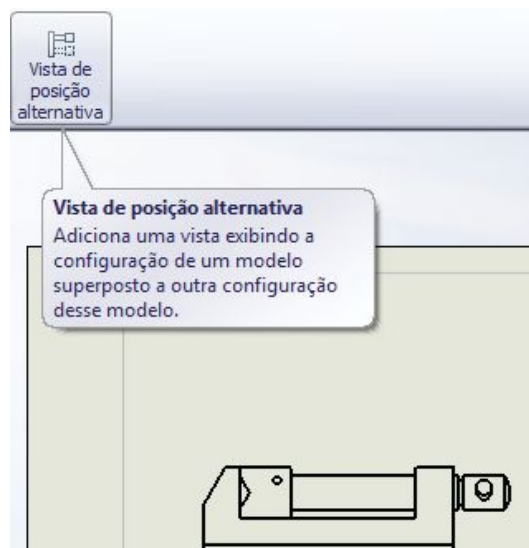 Vista de
posição
alternativa
Vista de posição alternativa
Adiciona uma vista exibindo a
configuração de um modelo
superposto a outra configuração
desse modelo.